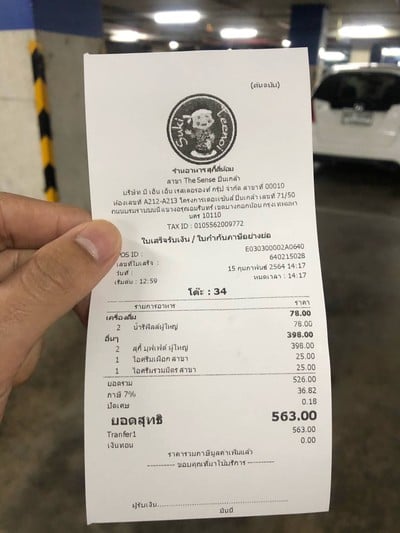 (ต้นฉบับ)
Suki
Teenoi
ร้านอาหาร สุกี้ตี๋น้อย
สาขา The Sense ปิ่นเกล้า
บริษัท บี เอ็น เอ็น เรสเตอรองท์ กรุ๊ป จำกัด สาขาที่ 00010
ห้องเลขที่ A212-A213 โครงการเดอะเซ้นส์ ปิ่นเกล้า เลขที่ 71/50
ถนนบรมราชชนนี แขวงอรุณอมรินทร์ เขตบางกอกน้อย กรุงเทพมหา
นคร 10110
TAX ID : 0105562009772
ใบเสร็จรับเงิน / ใบกำกับภาษีอย่างย่อ
POS ID : E030300002A0640
เลขที่ใบเสร็จ : 640215028
วันที่ : 15 กุมภาพันธ์ 2564 14:17
เริ่มต้น : 12:59 หมดเวลา : 14:17
โต๊ะ : 34
รายการอาหาร ราคา
เครื่องดื่ม 78.00
2 น้ำรีฟิลผู้ใหญ่ 78.00
อื่นๆ 398.00
2 สุกี้ บุฟเฟ่ต์ ผู้ใหญ่ 398.00
1 ไอศรีมเผือก สาขา 25.00
1 ไอศรีมรวมมิตร สาขา 25.00
ยอดรวม 526.00
ภาษี 7% 36.82
ปัดเศษ 0.18
ยอดสุทธิ 563.00
Tranfer1 563.00
เงินทอน 0.00
ราคารวมภาษีมูลค่าเพิ่มแล้ว
---------- ขอบคุณที่มาใช้บริการ ----------
ผู้รับเงิน